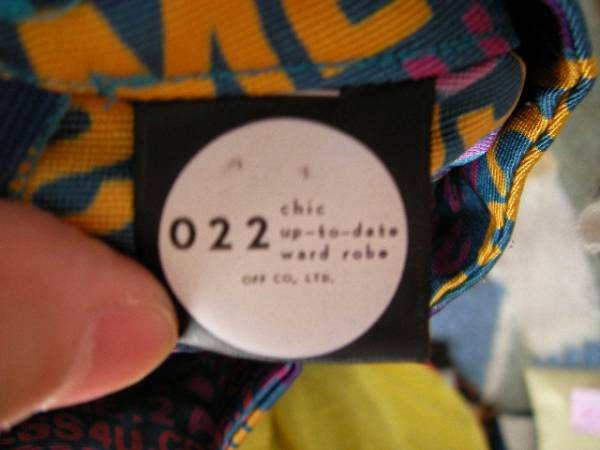 022
chic
up-to-date
ward robe
OFF CO, LTD.